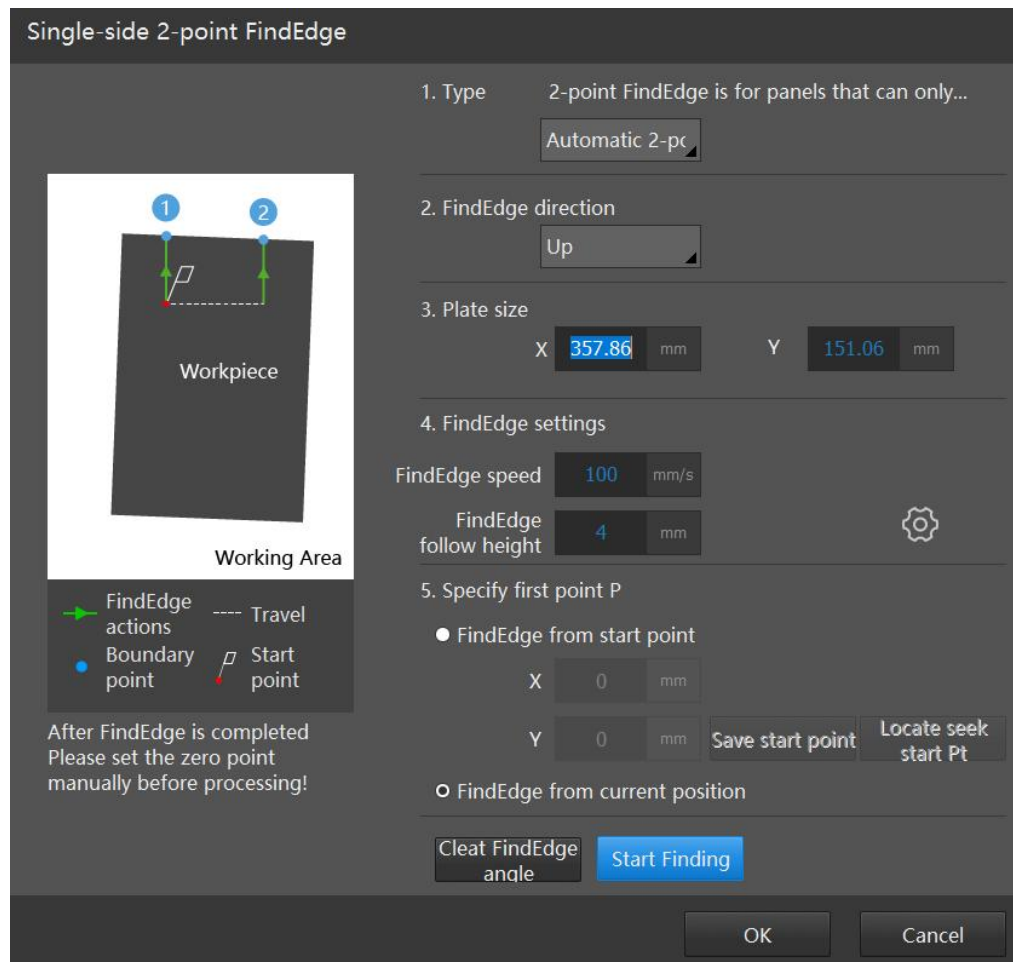 Single-side 2-point FindEdge
1. Type 2-point FindEdge is for panels that can only...
Automatic 2-pc
2. FindEdge direction
Up
3. Plate size
X 357.86 mm Y 151.06 mm
4. FindEdge settings
FindEdge speed 100 mm/s
FindEdge
follow height 4 mm
5. Specify first point P
FindEdge from start point
X 0 mm
Y 0 mm Save start point Locate seek
start Pt
FindEdge from current position
Cleat FindEdge
angle
Start Finding
1 2
Workpiece
Working Area
FindEdge
actions
Travel
Boundary
point
Start
point
After FindEdge is completed
Please set the zero point
manually before processing!
OK Cancel